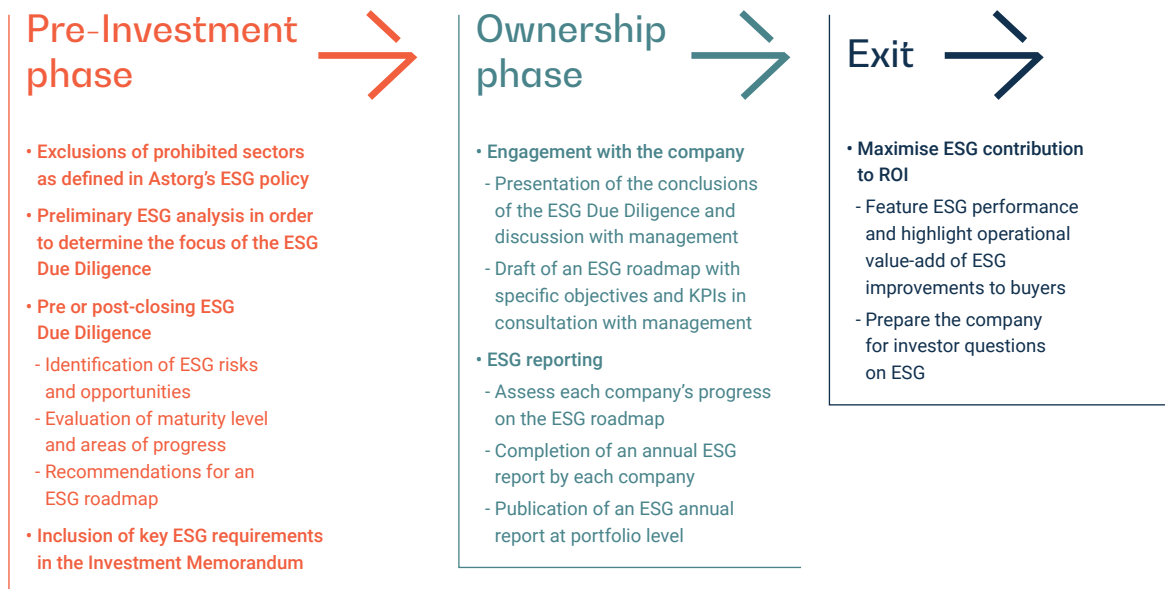 Pre-Investment
phase
• Exclusions of prohibited sectors
as defined in Astorg's ESG policy
• Preliminary ESG analysis in order
to determine the focus of the ESG
Due Diligence
• Pre or post-closing ESG
Due Diligence
- Identification of ESG risks
and opportunities
- Evaluation of maturity level
and areas of progress
- Recommendations for an
ESG roadmap
• Inclusion of key ESG requirements
in the Investment Memorandum
Ownership
phase
• Engagement with the company
- Presentation of the conclusions
of the ESG Due Diligence and
discussion with management
- Draft of an ESG roadmap with
specific objectives and KPIs in
consultation with management
• ESG reporting
- Assess each company's progress
on the ESG roadmap
- Completion of an annual ESG
report by each company
- Publication of an ESG annual
report at portfolio level
Exit
• Maximise ESG contribution
to ROI
- Feature ESG performance
and highlight operational
value-add of ESG
improvements to buyers
- Prepare the company
for investor questions
on ESG